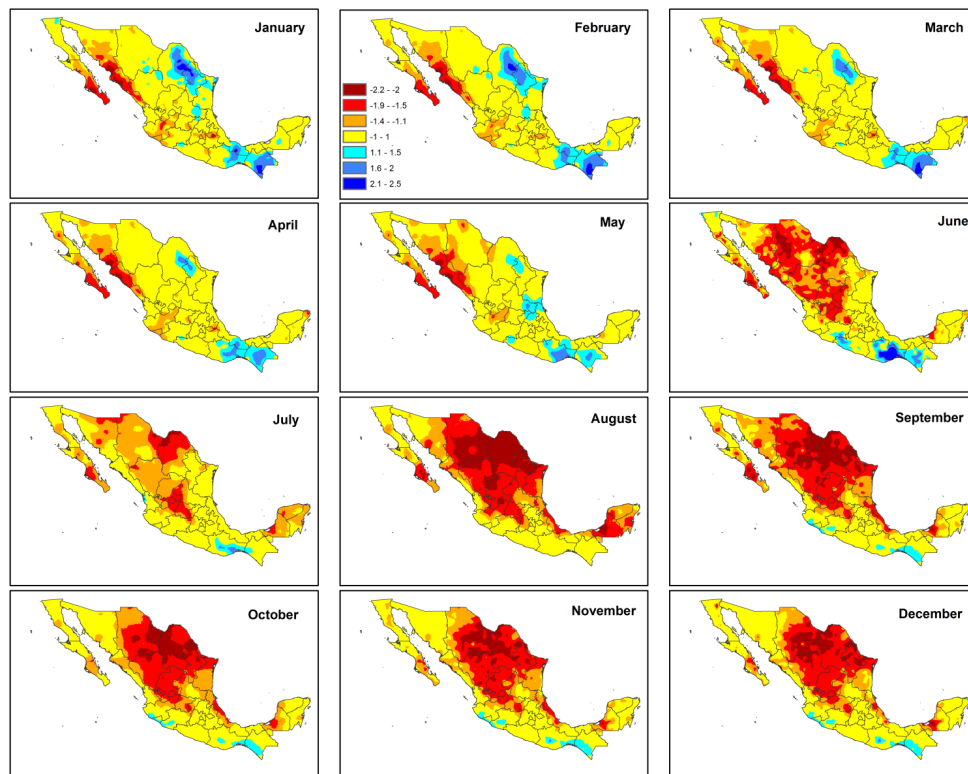 January
February
March
-2.2 - -2
-1.9 - -1.5
-1.4 - -1.1
-1 - 1
1.1 - 1.5
1.6 - 2
2.1 - 2.5
April
May
June
July
August
September
October
November
December